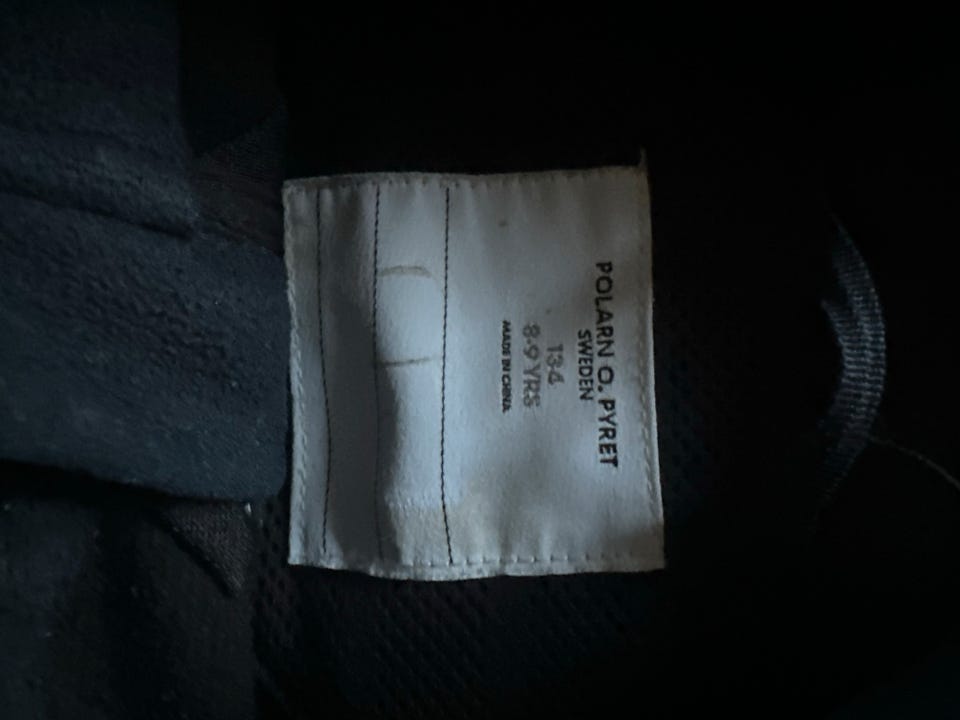 POLARN O. PYRET
SWEDEN
134
8-9 YRS
MADE IN CHINA